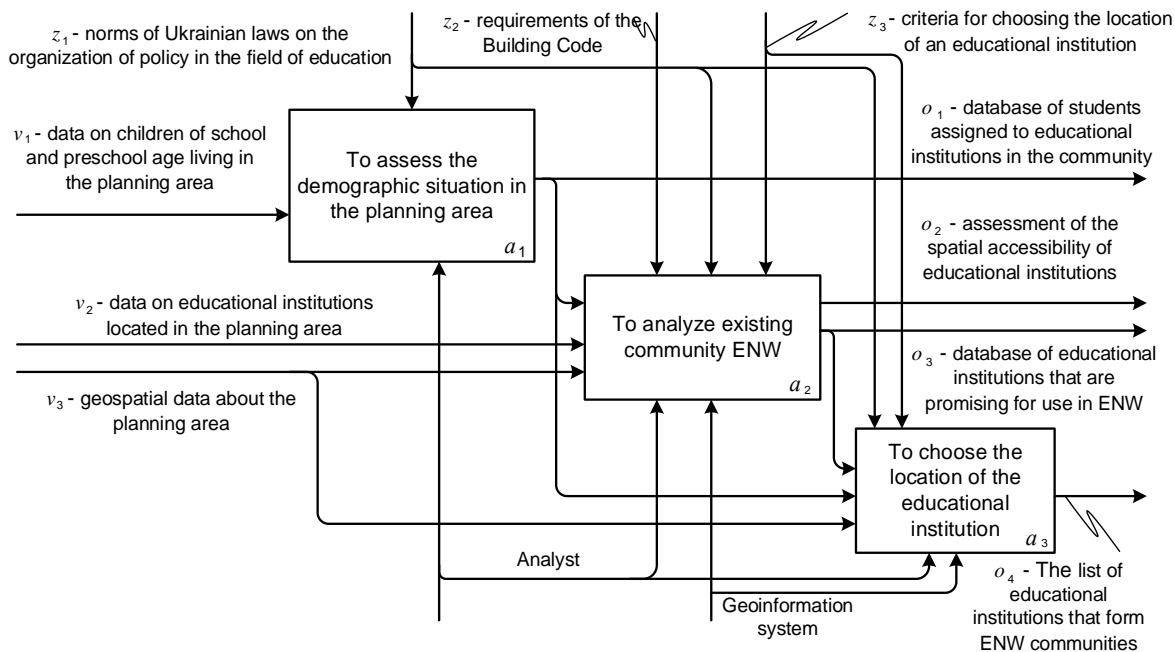 z1 - norms of Ukrainian laws on the
organization of policy in the field of education
z2 - requirements of the
Building Code
z3 - criteria for choosing the location
of an educational institution
v1 - data on children of school
and preschool age living in
the planning area
To assess the
demographic situation in
the planning area
a1
o1 - database of students
assigned to educational
institutions in the community
o2 - assessment of the
spatial accessibility of
educational institutions
v2 - data on educational institutions
located in the planning area
To analyze existing
community ENW
a2
v3 - geospatial data about the
planning area
o3 - database of educational
institutions that are
promising for use in ENW
To choose the
location of the
educational
institution
a3
Analyst
Geoinformation
system
o4 - The list of
educational
institutions that form
ENW communities